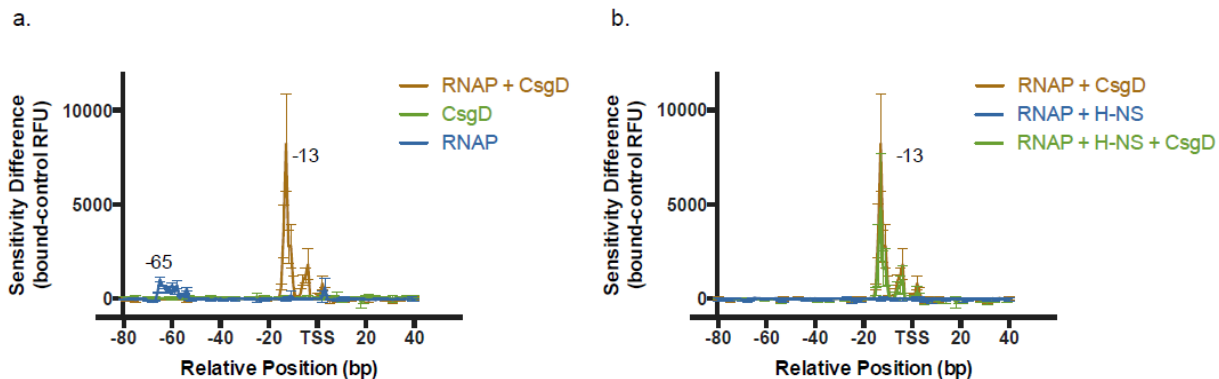 a.
Sensitivity Difference
(bound-control RFU)
10000
5000
0
-65
-13
RNAP + CsgD
CsgD
RNAP
-80 -60 -40 -20 TSS 20 40
Relative Position (bp)
b.
Sensitivity Difference
(bound-control RFU)
10000
5000
0
-13
RNAP + CsgD
RNAP + H-NS
RNAP + H-NS + CsgD
-80 -60 -40 -20 TSS 20 40
Relative Position (bp)